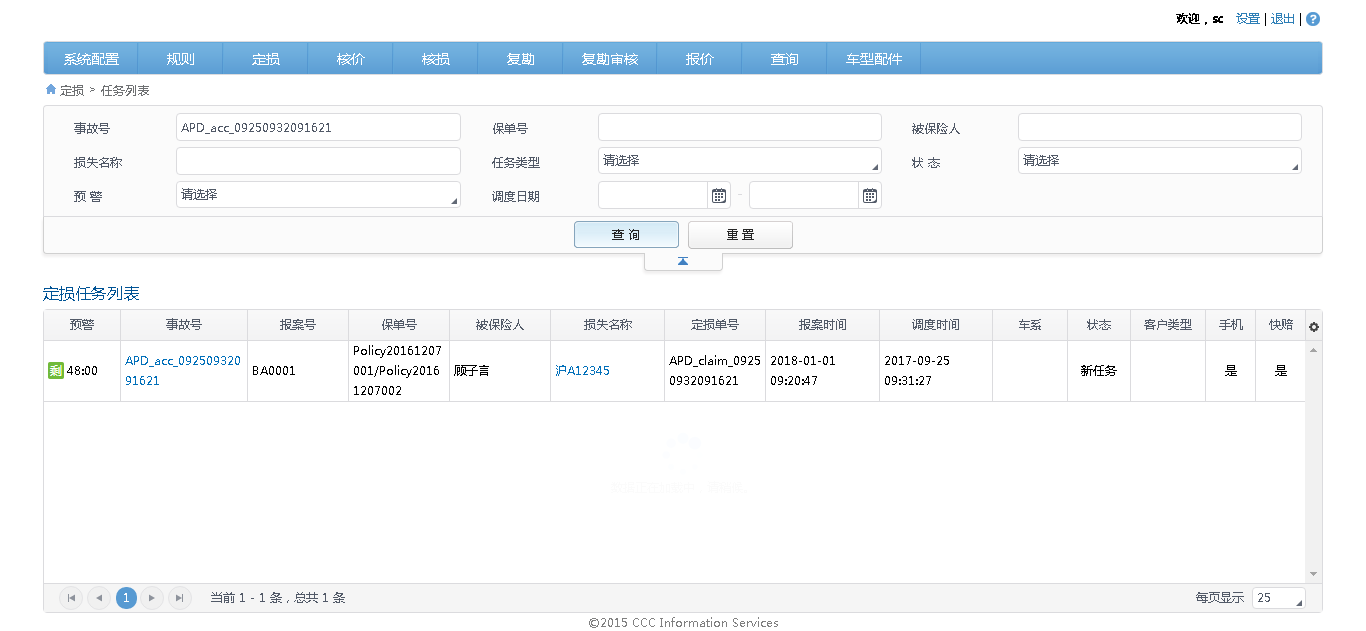 欢迎，sc 设置 | 退出 | ?
系统配置 规则 定损 核价 核损 复勘 复勘审核 报价 查询 车型配件
定损 > 任务列表
事故号 APD_acc_09250932091621 保单号 被保险人
损失名称 任务类型 请选择 状 态 请选择
预 警 请选择 调度日期 -
查 询 重 置
定损任务列表
预警 事故号 报案号 保单号 被保险人 损失名称 定损单号 报案时间 调度时间 车系 状态 客户类型 手机 快赔
剩 48:00 APD_acc_092509320 BA0001 Policy20161207 顾子言 沪A12345 APD_claim_0925 2018-01-01 2017-09-25 新任务 是 是
91621 001/Policy2016 0932091621 09:20:47 09:31:27
1207002
1 当前 1 - 1 条，总共 1 条 每页显示 25
©2015 CCC Information Services